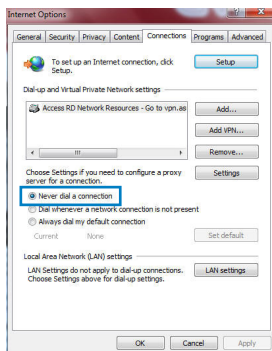 Internet Options
General Security Privacy Content Connections Programs Advanced
To set up an Internet connection, click Setup.
Setup
Dial-up and Virtual Private Network settings
Access RD Network Resources - Go to vpn.as
Add...
Add VPN...
Remove...
Choose Settings if you need to configure a proxy server for a connection.
Settings
Never dial a connection
Dial whenever a network connection is not present
Always dial my default connection
Current None
Set default
Local Area Network (LAN) settings
LAN Settings do not apply to dial-up connections.
Choose Settings above for dial-up settings.
LAN settings
OK Cancel Apply